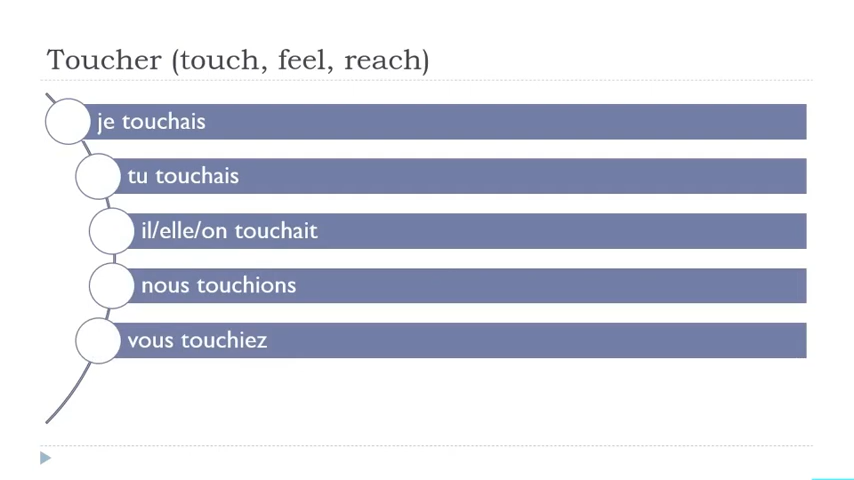 Toucher (touch, feel, reach)
je touchais
tu touchais
il/elle/on touchait
nous touchions
vous touchiez